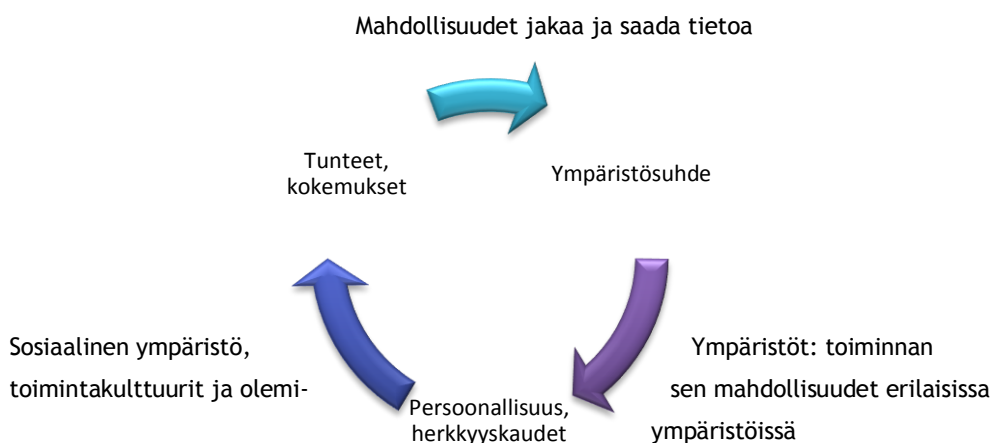 Mahdollisuudet jakaa ja saada tietoa
Tunteet,
kokemukset
Ympäristösuhde
Sosiaalinen ympäristö,
toimintakulttuurit ja olemi-
Ympäristöt: toiminnan
sen mahdollisuudet erilaisissa
ympäristöissä
Persoonallisuus,
herkkyyskaudet